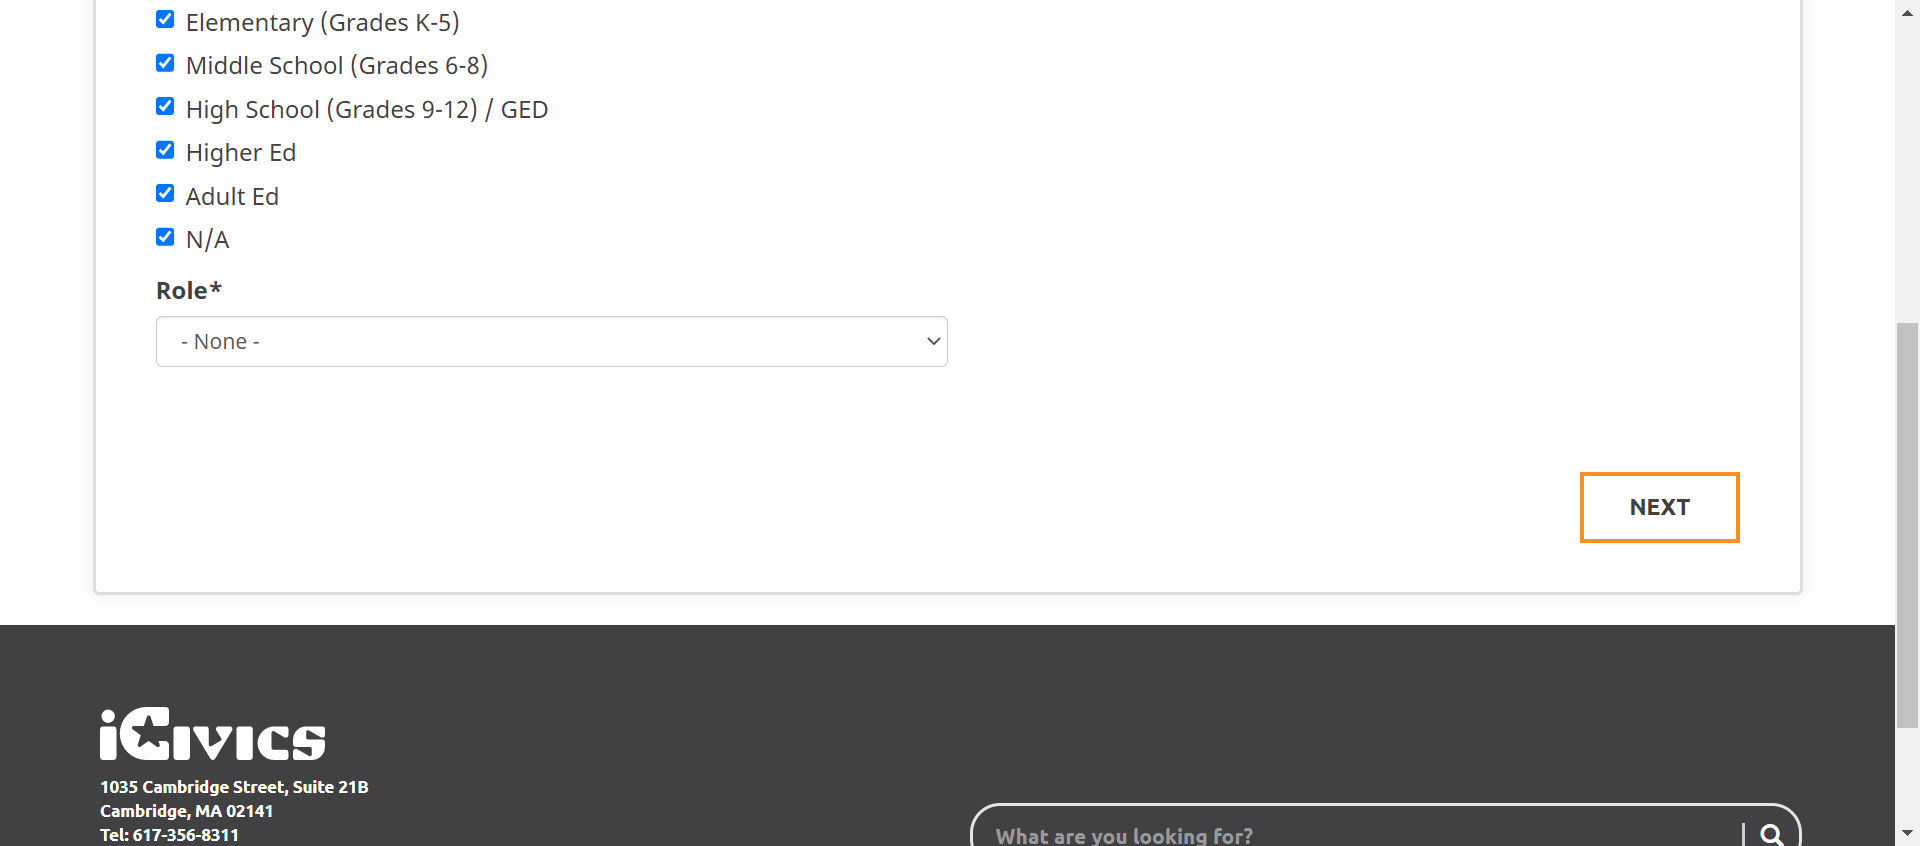 Elementary (Grades K-5)
Middle School (Grades 6-8)
High School (Grades 9-12) / GED
Higher Ed
Adult Ed
N/A
Role*
- None -
NEXT
iCivics
1035 Cambridge Street, Suite 21B
Cambridge, MA 02141
Tel: 617-356-8311
What are you looking for?